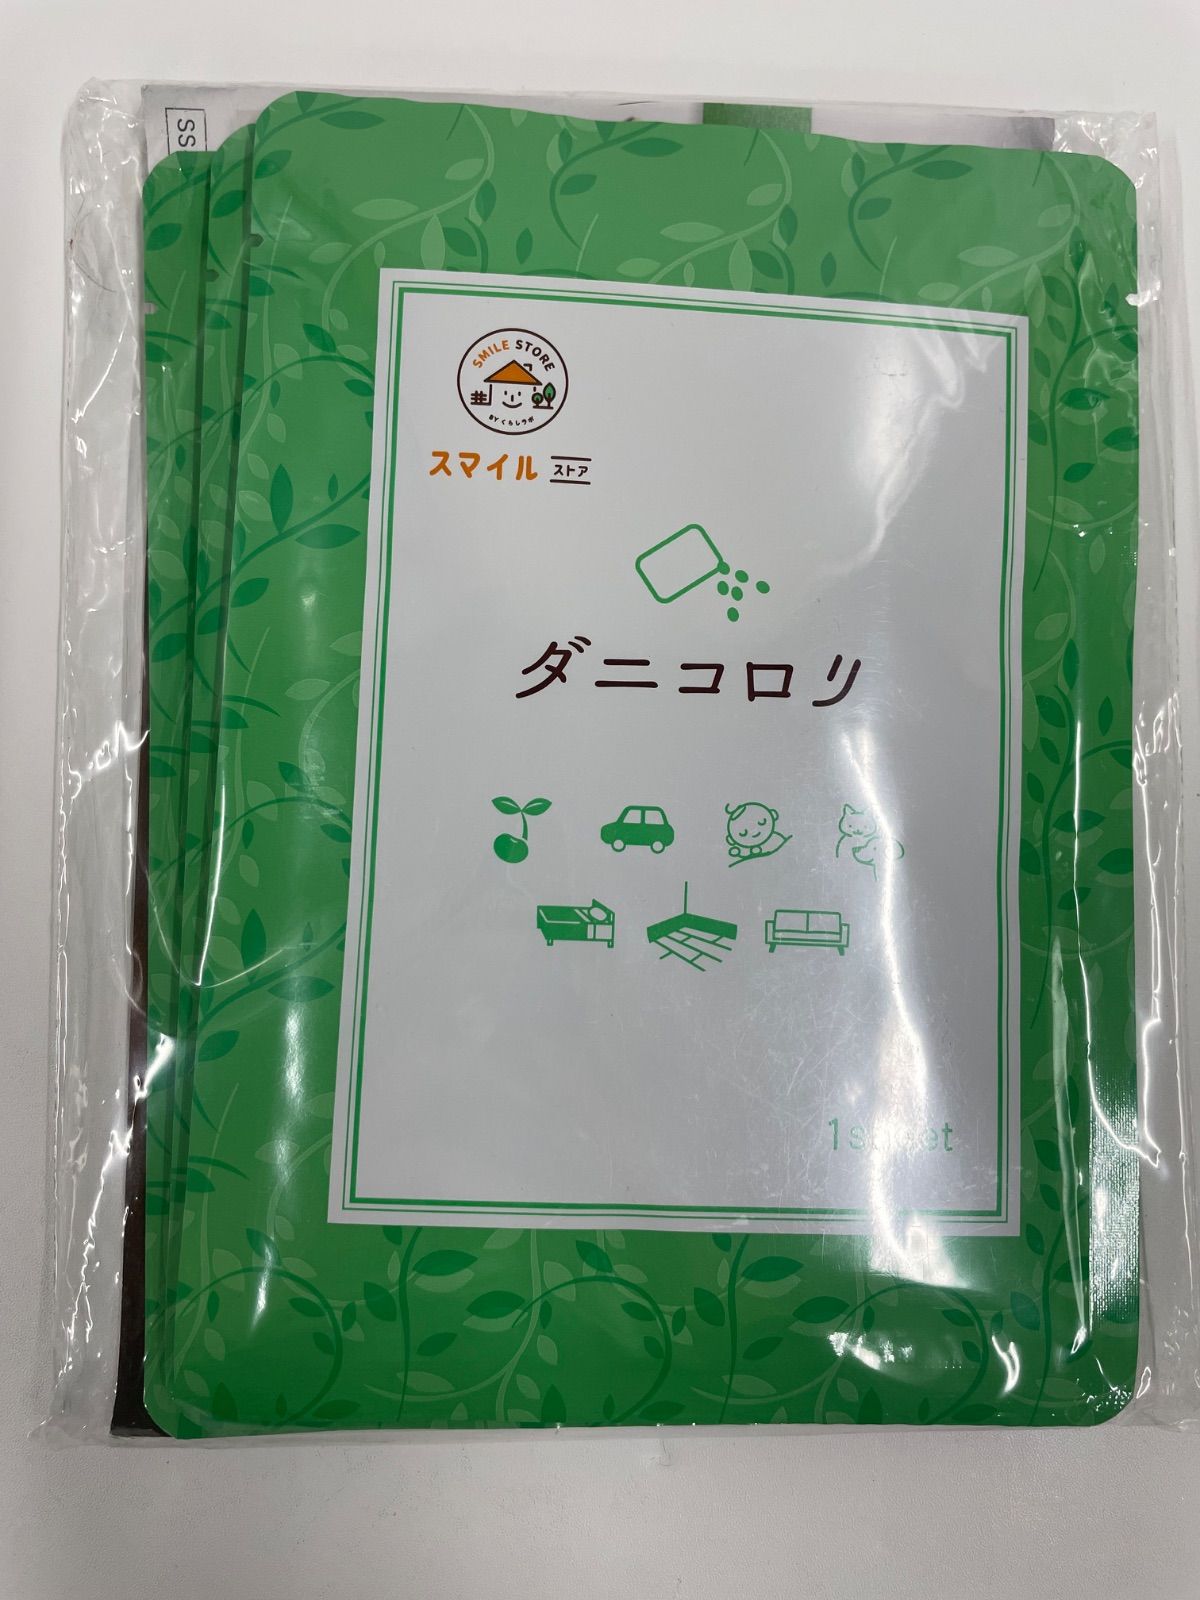 SS
SMILE STORE
BY くらしラボ
スマイル ストア
ダニコロリ
1sheet